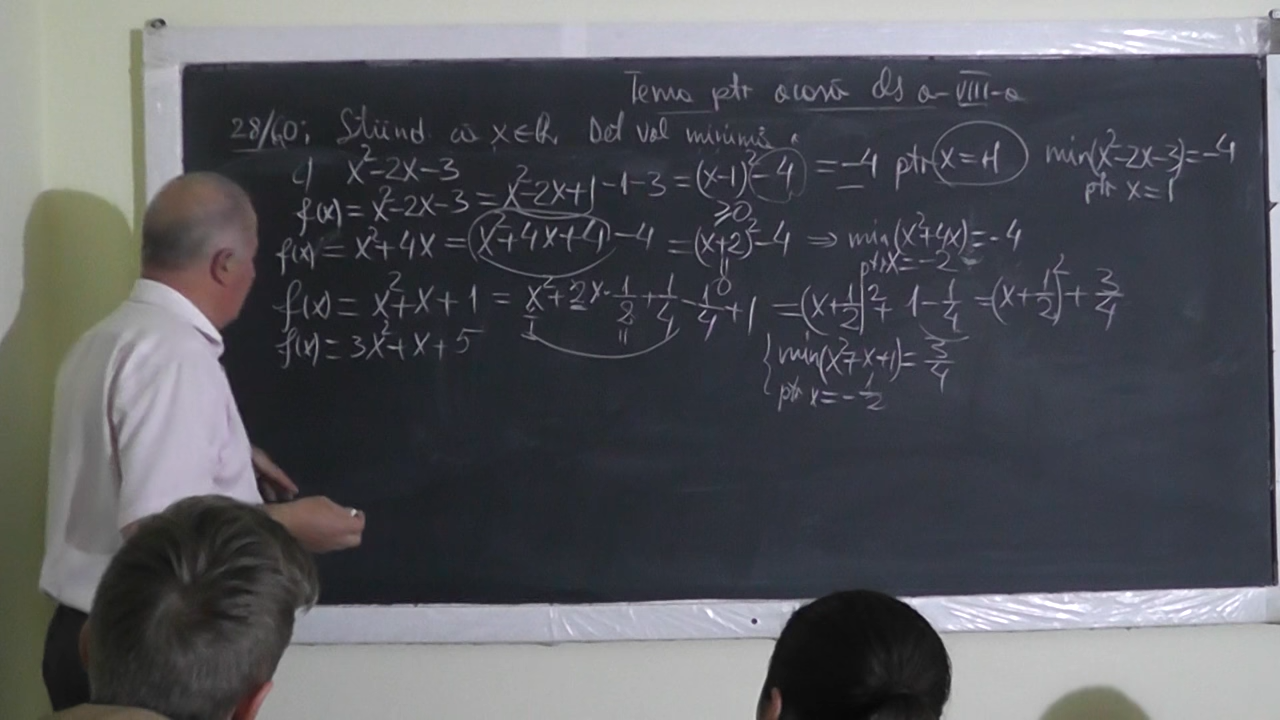 Tema ptr acasă cls a-VIII-a
28/60: Știind că x∈R. Det val minimă:
c) x²-2x-3
f(x) = x²-2x-3 = x²-2x+1-1-3 = (x-1)²-4 = -4 ptr x=+1 min(x²-2x-3)=-4
≥0 ptr x=1
f(x) = x²+4x = x²+4x+4-4 = (x+2)²-4 ⇒ min(x²+4x)=-4
0 ptr x=-2
f(x) = x²+x+1 = x²+2x·1/2+1/4-1/4+1 = (x+1/2)²+1-1/4 = (x+1/2)²+3/4
f(x) = 3x²+x+5
{min(x²+x+1)=3/4
ptr x=-1/2